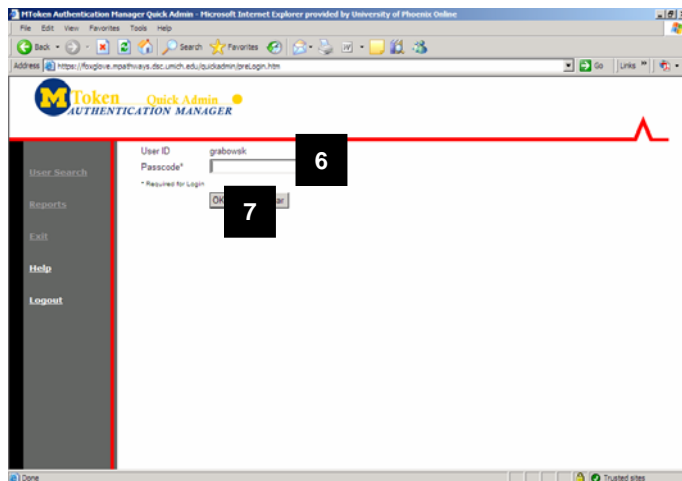 MToken Authentication Manager Quick Admin - Microsoft Internet Explorer provided by University of Phoenix Online
File Edit View Favorites Tools Help
Back Search Favorites
Address https://foxglove.mpathways.dsc.umich.edu/quickadmin/preLogin.htm Go Links »
M Token Quick Admin
AUTHENTICATION MANAGER
User ID grabowsk
Passcode*
6
* Required for Login
OK ar
7
User Search
Reports
Exit
Help
Logout
Done Trusted sites